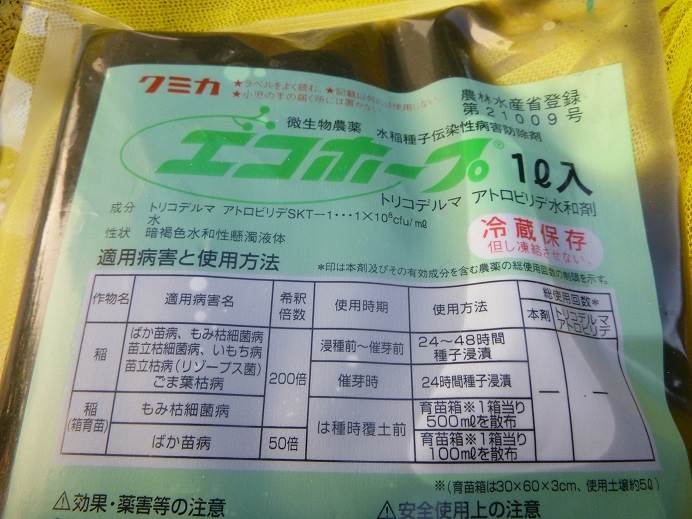 クミカ
★ラベルをよく読む。★記載以外には使用しない。
★小児の手の届く所には置かない。
農林水産省登録
第21009号
微生物農薬 水稲種子伝染性病害防除剤
エコホープ® 1ℓ入
トリコデルマ アトロビリデ水和剤
成分 トリコデルマ アトロビリデSKT－1・・・1×10⁸cfu/mℓ
水
性状 暗褐色水和性懸濁液体
冷蔵保存
但し凍結させない。
適用病害と使用方法
*印は本剤及びその有効成分を含む農薬の総使用回数の制限を示す。
作物名 適用病害名 希釈倍数 使用時期 使用方法 総使用回数*
本剤 トリコデルマ アトロビリデ
稲 ばか苗病、もみ枯細菌病
苗立枯細菌病、いもち病
苗立枯病（リゾープス菌）
ごま葉枯病
200倍
浸種前～催芽前 24～48時間
種子浸漬
催芽時 24時間種子浸漬
－ －
稲
(箱育苗)
もみ枯細菌病
は種時覆土前
育苗箱※1箱当り
500mℓを散布
ばか苗病 50倍
育苗箱※1箱当り
100mℓを散布
※(育苗箱は30×60×3cm、使用土壌約5ℓ)
⚠効果・薬害等の注意
⚠安全使用上の注意